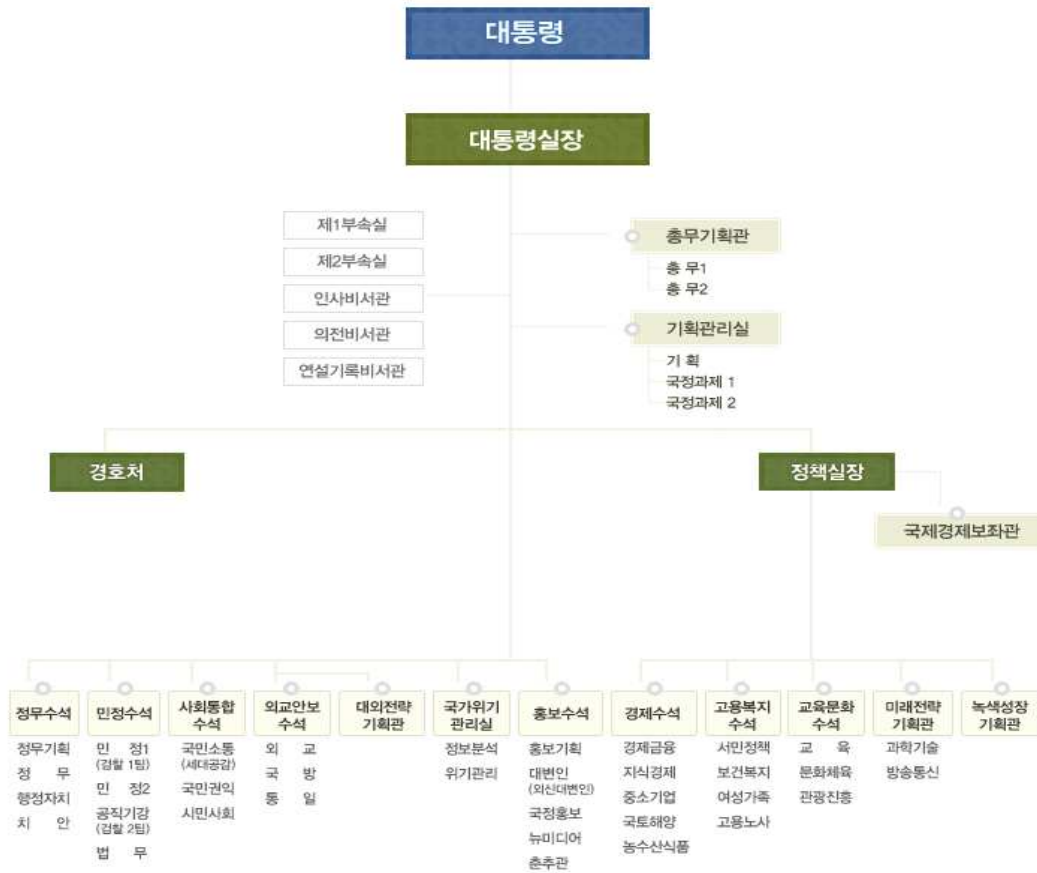 대통령
대통령실장
제1부속실
제2부속실
인사비서관
의전비서관
연설기록비서관
총무기획관
총 무1
총 무2
기획관리실
기 획
국정과제 1
국정과제 2
경호처
정책실장
국제경제보좌관
정무수석
정무기획
정 무
행정자치
치 안
민정수석
민 정1
(검찰 1팀)
민 정2
공직기강
(검찰 2팀)
법 무
사회통합
수석
국민소통
(세대공감)
국민권익
시민사회
외교안보
수석
외 교
국 방
통 일
대외전략
기획관
국가위기
관리실
정보분석
위기관리
홍보수석
홍보기획
대변인
(외신대변인)
국정홍보
뉴미디어
춘추관
경제수석
경제금융
지식경제
중소기업
국토해양
농수산식품
고용복지
수석
서민정책
보건복지
여성가족
고용노사
교육문화
수석
교 육
문화체육
관광진흥
미래전략
기획관
과학기술
방송통신
녹색성장
기획관